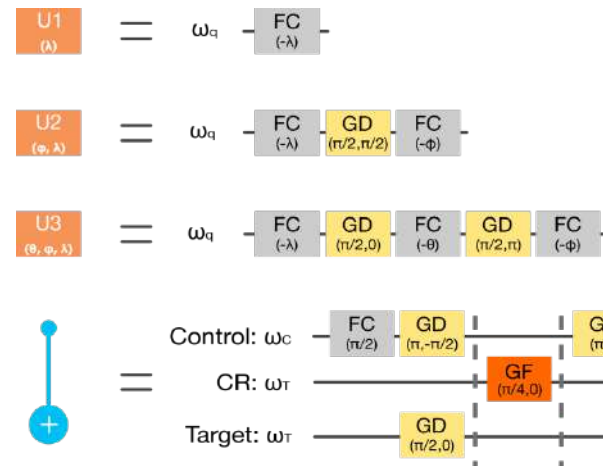 U1 (λ) = ωq FC (-λ)
U2 (φ, λ) = ωq FC (-λ) GD (π/2,π/2) FC (-φ)
U3 (θ, φ, λ) = ωq FC (-λ) GD (π/2,0) FC (-θ) GD (π/2,π) FC (-φ)
Control: ωC FC (π/2) GD (π,-π/2) G (π
= CR: ωT GF (π/4,0)
Target: ωT GD (π/2,0)